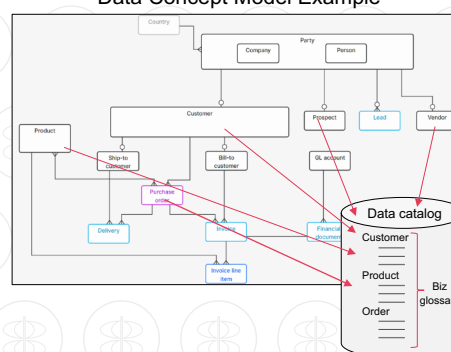 Data Concept Model Example
Country
Party
Company
Person
Customer
Prospect
Lead
Vendor
Product
Ship-to
customer
Bill-to
customer
GL account
Purchase
order
Delivery
Invoice
Financial
document
Invoice line
item
Data catalog
Customer
Product
Order
Biz